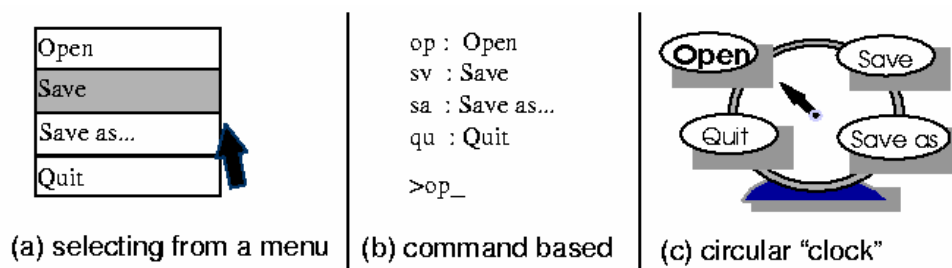 Open
Save
Save as...
Quit
(a) selecting from a menu
op : Open
sv : Save
sa : Save as...
qu : Quit
>op_
(b) command based
Open
Save
Quit
Save as
(c) circular “clock”